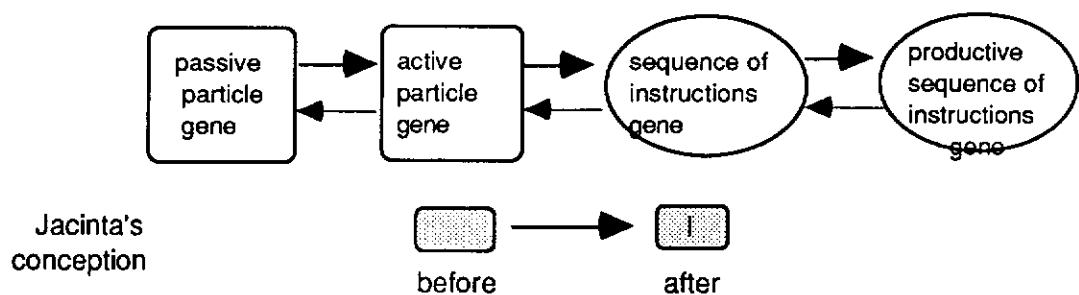 passive
particle
gene
active
particle
gene
sequence of
instructions
gene
productive
sequence of
instructions
gene
Jacinta's
conception
before
I
after